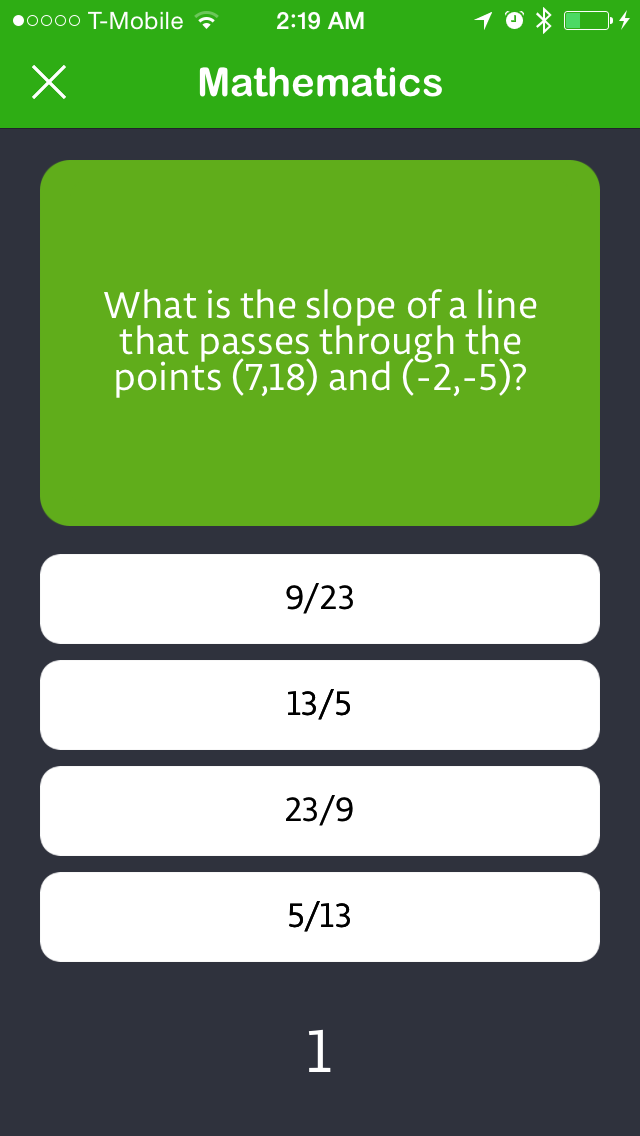 T-Mobile 2:19 AM
Mathematics
What is the slope of a line
that passes through the
points (7,18) and (-2,-5)?
9/23
13/5
23/9
5/13
1